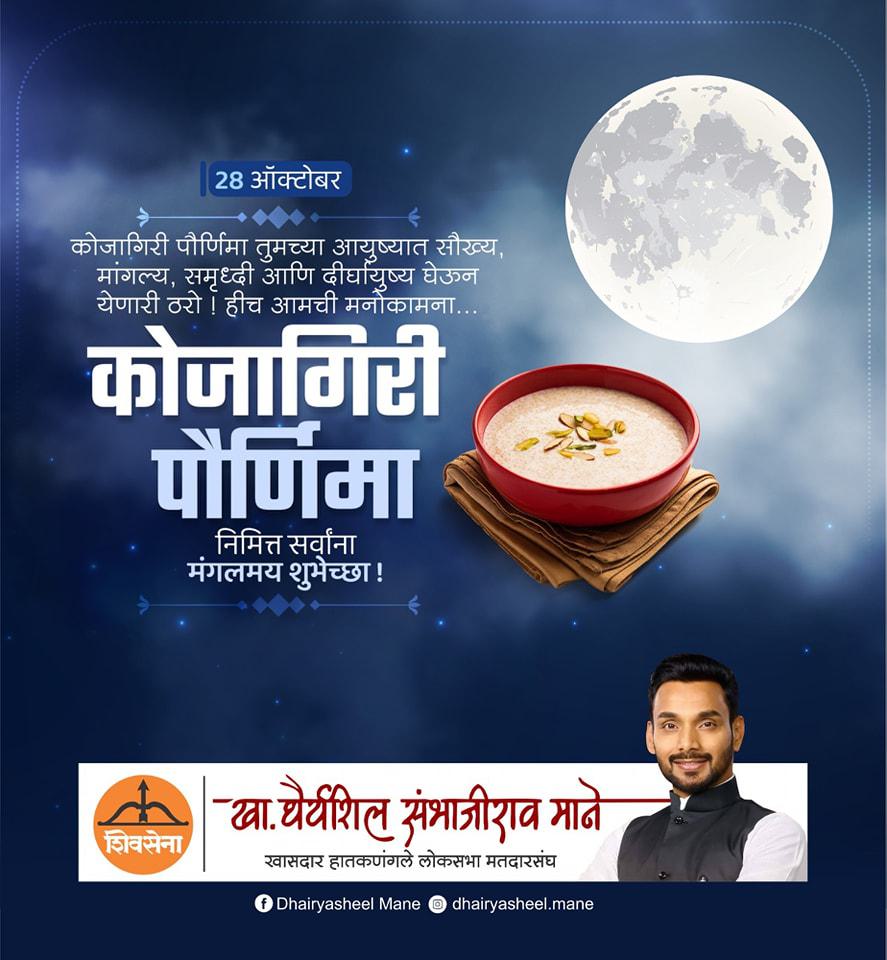 28 ऑक्टोबर
कोजागिरी पौर्णिमा तुमच्या आयुष्यात सौख्य,
मांगल्य, समृध्दी आणि दीर्घायुष्य घेऊन
येणारी ठरो ! हीच आमची मनोकामना...
कोजागिरी
पौर्णिमा
निमित्त सर्वांना
मंगलमय शुभेच्छा !
शिवसेना
खा. धैर्यशिल संभाजीराव माने
खासदार हातकणंगले लोकसभा मतदारसंघ
Dhairyasheel Mane dhairyasheel.mane